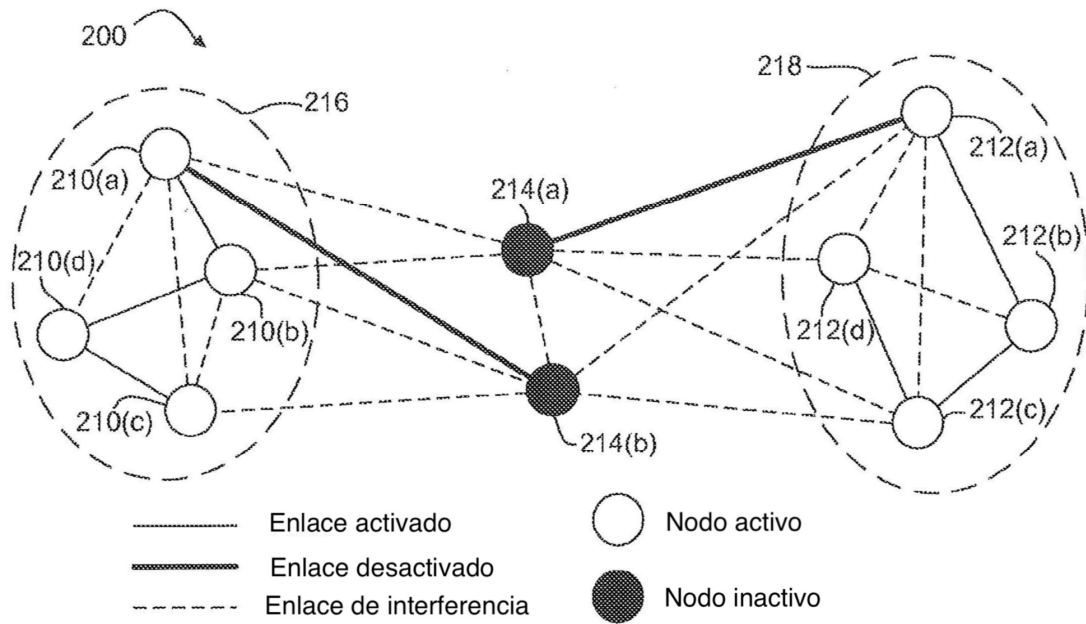 200
216
218
210(a)
212(a)
214(a)
210(d)
212(b)
210(b)
212(d)
210(c)
212(c)
214(b)
Enlace activado
Nodo activo
Enlace desactivado
Enlace de interferencia
Nodo inactivo